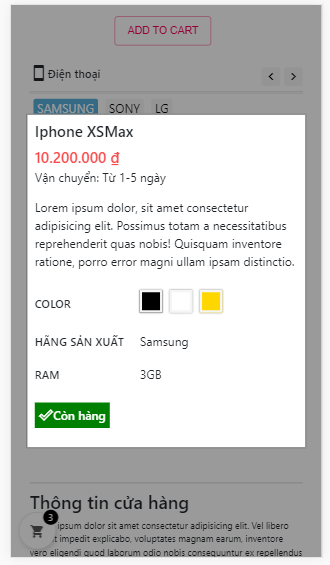 ADD TO CART
Điện thoại
SAMSUNG SONY LG
Iphone XSMax
10.200.000 ₫
Vận chuyển: Từ 1-5 ngày
Lorem ipsum dolor, sit amet consectetur
adipisicing elit. Possimus totam a necessitatibus
reprehenderit quas nobis! Quisquam inventore
ratione, porro error magni ullam ipsam distinctio.
COLOR
HÃNG SẢN XUẤT Samsung
RAM 3GB
Còn hàng
Thông tin cửa hàng
3
ipsum dolor sit amet consectetur adipisicing elit. Vel libero
impedit explicabo, voluptates magnam earum, inventore
vero eligendi quod laborum odio consequuntur ex repellendus